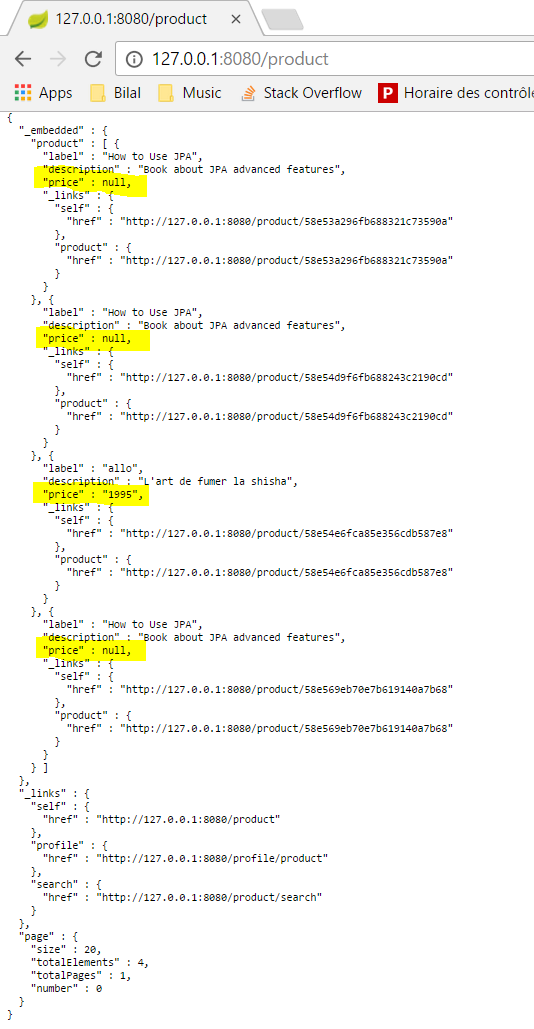 127.0.0.1:8080/product
127.0.0.1:8080/product
Apps Bilal Music Stack Overflow Horaire des contrôle
{
"_embedded" : {
"product" : [ {
"label" : "How to Use JPA",
"description" : "Book about JPA advanced features",
"price" : null,
"_links" : {
"self" : {
"href" : "http://127.0.0.1:8080/product/58e53a296fb688321c73590a"
},
"product" : {
"href" : "http://127.0.0.1:8080/product/58e53a296fb688321c73590a"
}
}
}, {
"label" : "How to Use JPA",
"description" : "Book about JPA advanced features",
"price" : null,
"_links" : {
"self" : {
"href" : "http://127.0.0.1:8080/product/58e54d9f6fb688243c2190cd"
},
"product" : {
"href" : "http://127.0.0.1:8080/product/58e54d9f6fb688243c2190cd"
}
}
}, {
"label" : "allo",
"description" : "L'art de fumer la shisha",
"price" : "1995",
"_links" : {
"self" : {
"href" : "http://127.0.0.1:8080/product/58e54e6fca85e356cdb587e8"
},
"product" : {
"href" : "http://127.0.0.1:8080/product/58e54e6fca85e356cdb587e8"
}
}
}, {
"label" : "How to Use JPA",
"description" : "Book about JPA advanced features",
"price" : null,
"_links" : {
"self" : {
"href" : "http://127.0.0.1:8080/product/58e569eb70e7b619140a7b68"
},
"product" : {
"href" : "http://127.0.0.1:8080/product/58e569eb70e7b619140a7b68"
}
}
} ]
},
"_links" : {
"self" : {
"href" : "http://127.0.0.1:8080/product"
},
"profile" : {
"href" : "http://127.0.0.1:8080/profile/product"
},
"search" : {
"href" : "http://127.0.0.1:8080/product/search"
}
},
"page" : {
"size" : 20,
"totalElements" : 4,
"totalPages" : 1,
"number" : 0
}
}